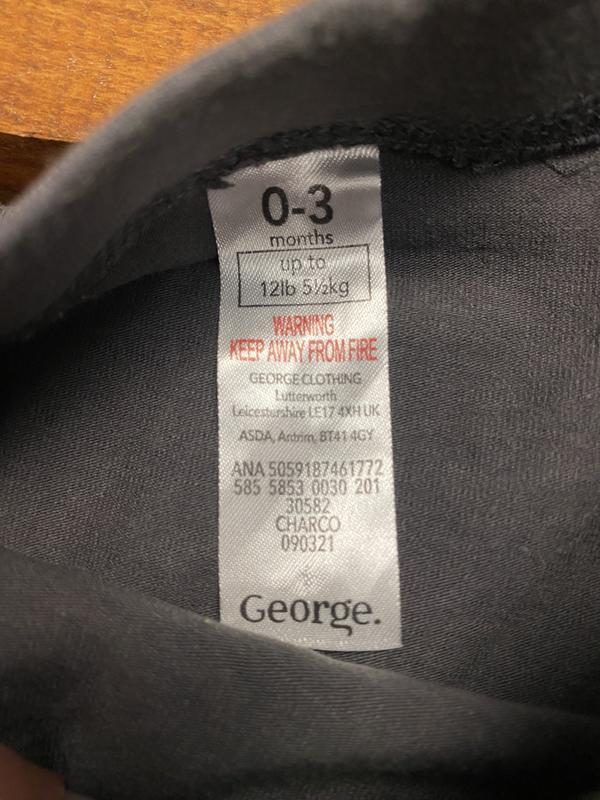 0-3
months
up to
12lb 5½kg
WARNING
KEEP AWAY FROM FIRE
GEORGE CLOTHING
Lutterworth
Leicestershire LE17 4XH UK
ASDA, Antrim, BT41 4GY
ANA 5059187461772
585 5853 0030 201
30582
CHARCO
090321
George.